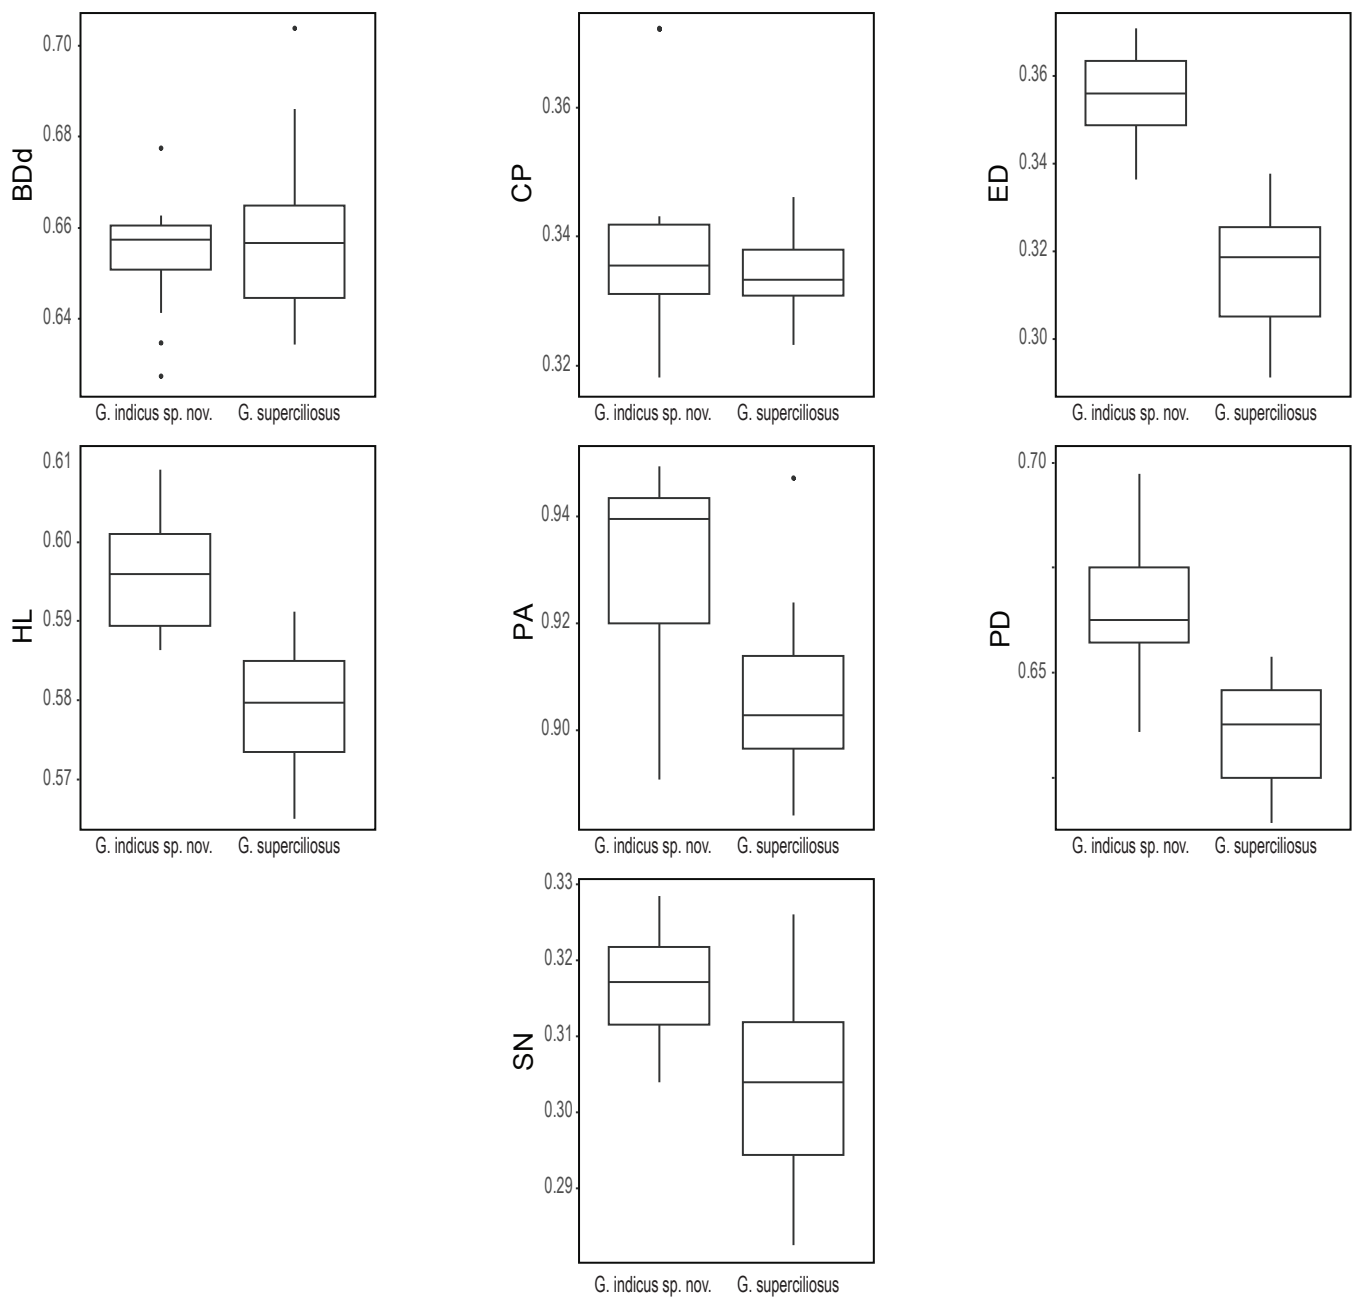 BDd
0.70
0.68
0.66
0.64
G. indicus sp. nov. G. superciliosus
CP
0.36
0.34
0.32
G. indicus sp. nov. G. superciliosus
ED
0.36
0.34
0.32
0.30
G. indicus sp. nov. G. superciliosus
HL
0.61
0.60
0.59
0.58
0.57
G. indicus sp. nov. G. superciliosus
PA
0.94
0.92
0.90
G. indicus sp. nov. G. superciliosus
PD
0.70
0.65
G. indicus sp. nov. G. superciliosus
SN
0.33
0.32
0.31
0.30
0.29
G. indicus sp. nov. G. superciliosus